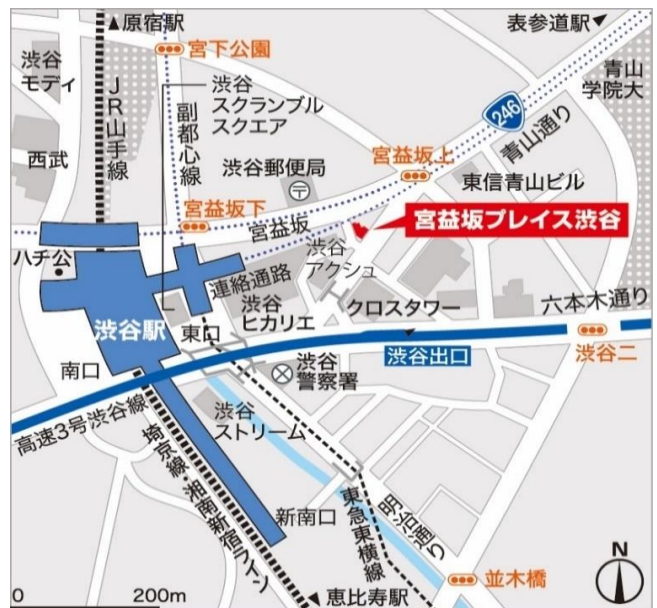 ▲原宿駅
表参道駅
宮下公園
渋谷
モディ
JR山手線
副都心線
渋谷
スクランブル
スクエア
246
青山
学院大
青山通り
西武
渋谷郵便局
宮益坂上
東信青山ビル
宮益坂下
宮益坂
宮益坂プレイス渋谷
ハチ公
連絡通路
渋谷
アクシュ
渋谷駅
東口
渋谷
ヒカリエ
クロスタワー
六本木通り
南口
渋谷
警察署
渋谷出口
渋谷二
高速3号渋谷線
渋谷
ストリーム
埼京線・湘南新宿ライン
新南口
東急東横線
明治通り
並木橋
恵比寿駅
0
200m
N